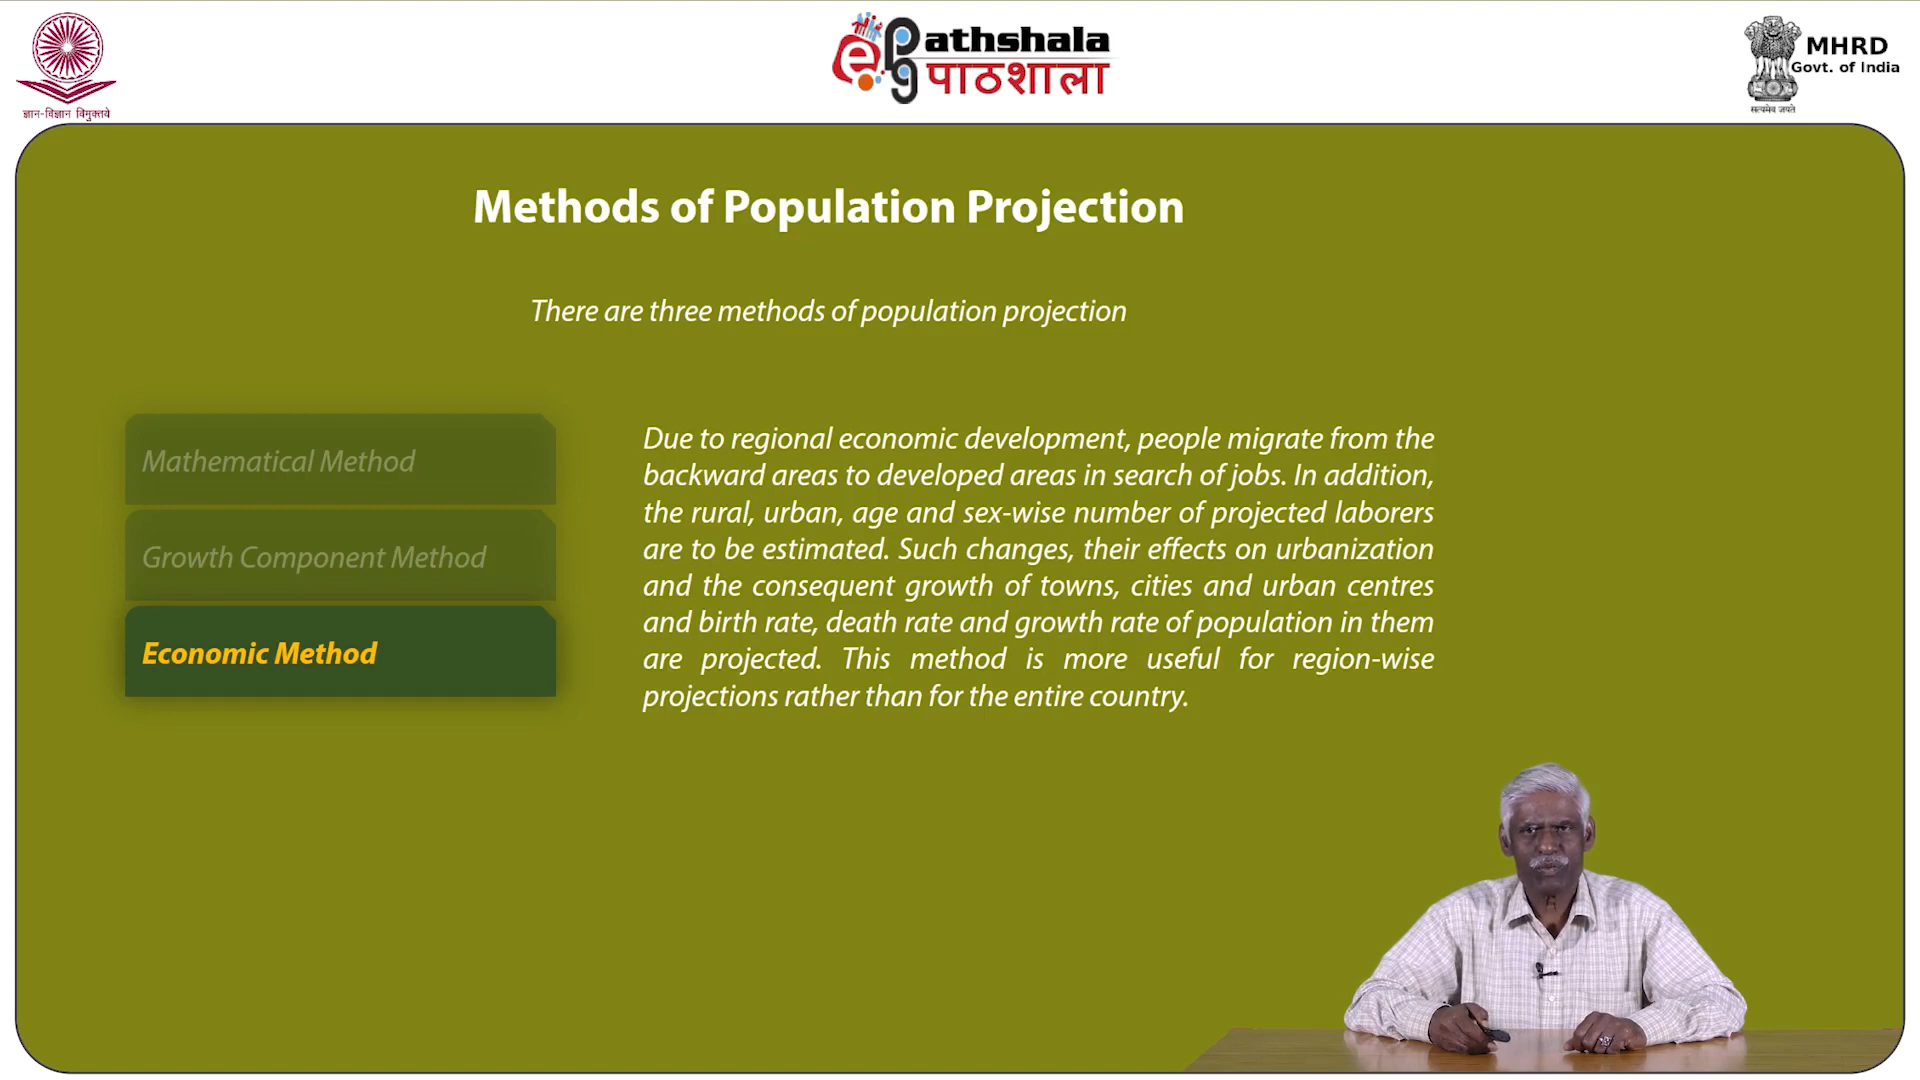 ज्ञान-विज्ञान विमुक्तये
ePg Pathshala
पाठशाला
MHRD
Govt. of India
सत्यमेव जयते
Methods of Population Projection
There are three methods of population projection
Mathematical Method
Growth Component Method
Economic Method
Due to regional economic development, people migrate from the
backward areas to developed areas in search of jobs. In addition,
the rural, urban, age and sex-wise number of projected laborers
are to be estimated. Such changes, their effects on urbanization
and the consequent growth of towns, cities and urban centres
and birth rate, death rate and growth rate of population in them
are projected. This method is more useful for region-wise
projections rather than for the entire country.